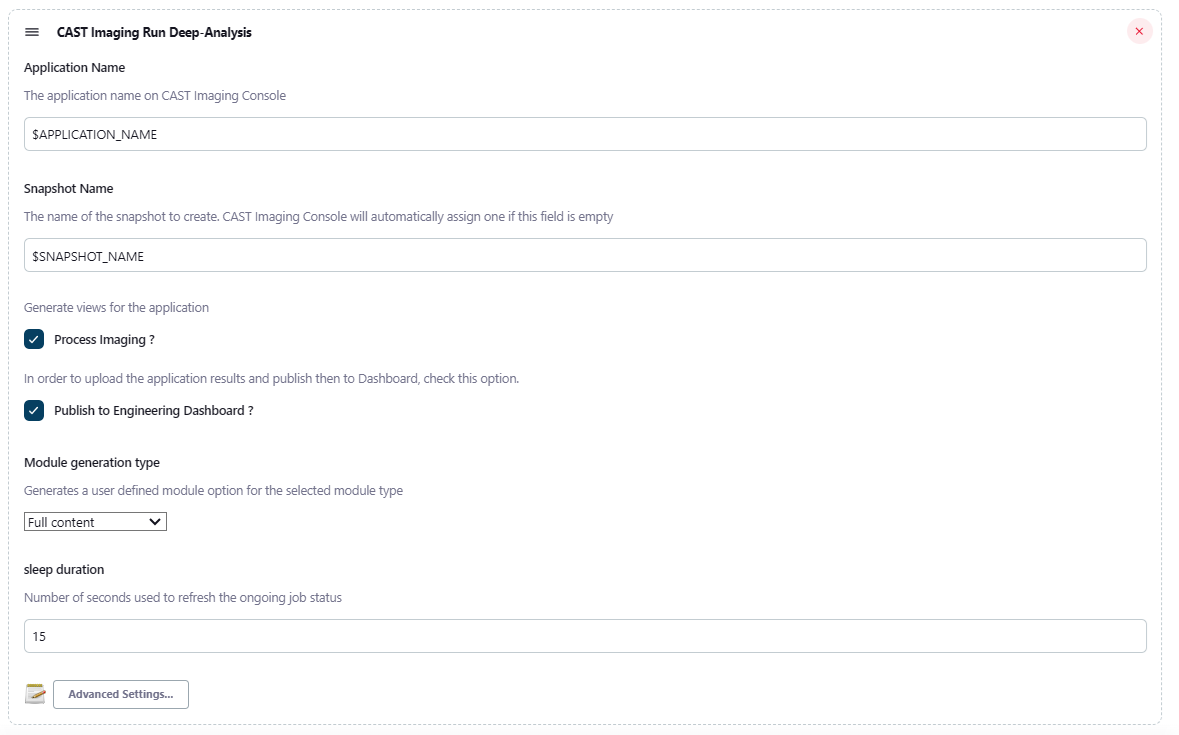 CAST Imaging Run Deep-Analysis
Application Name
The application name on CAST Imaging Console
$APPLICATION_NAME
Snapshot Name
The name of the snapshot to create. CAST Imaging Console will automatically assign one if this field is empty
$SNAPSHOT_NAME
Generate views for the application
Process Imaging ?
In order to upload the application results and publish then to Dashboard, check this option.
Publish to Engineering Dashboard ?
Module generation type
Generates a user defined module option for the selected module type
Full content
sleep duration
Number of seconds used to refresh the ongoing job status
15
Advanced Settings...